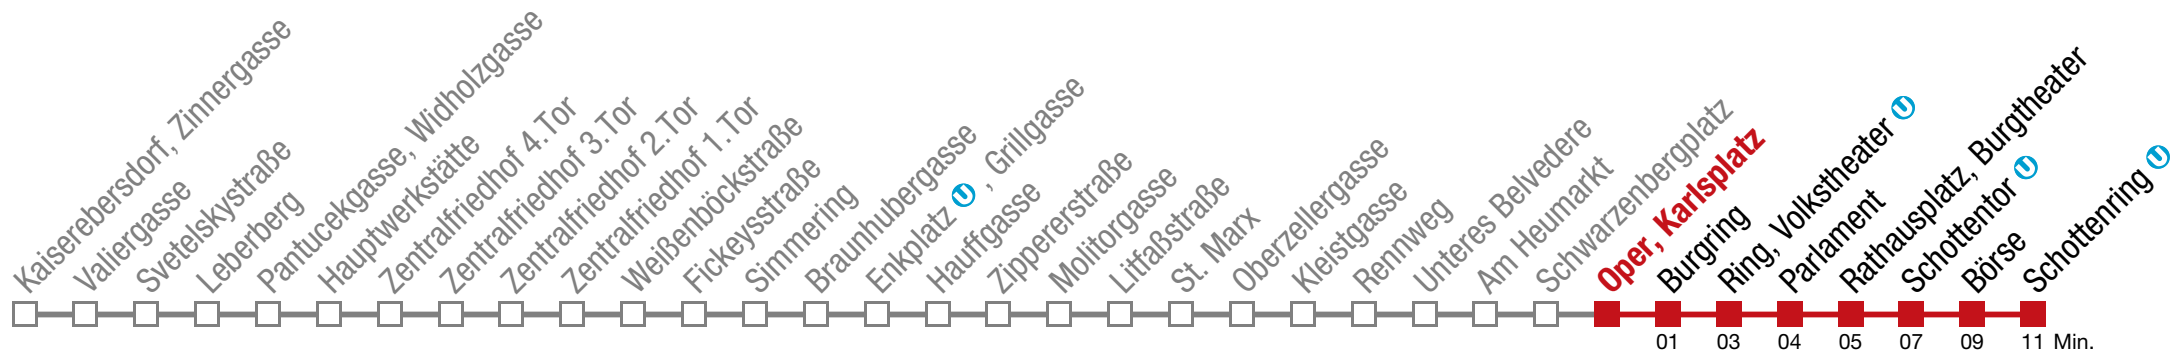 Kaiserebersdorf, Zinnergasse
Valiergasse
Svetelskystraße
Leberberg
Pantucekgasse, Widholzgasse
Hauptwerkstätte
Zentralfriedhof 4.Tor
Zentralfriedhof 3.Tor
Zentralfriedhof 2.Tor
Zentralfriedhof 1.Tor
Weißenböckstraße
Fickeysstraße
Simmering
Braunhubergasse
Enkplatz U , Grillgasse
Hauffgasse
Zippererstraße
Molitorgasse
Litfaßstraße
St. Marx
Oberzellergasse
Kleistgasse
Rennweg
Unteres Belvedere
Am Heumarkt
Schwarzenbergplatz
Oper, Karlsplatz
Burgring
Ring, Volkstheater U
Parlament
Rathausplatz, Burgtheater
Schottentor U
Börse
Schottenring U
01 03 04 05 07 09 11 Min.